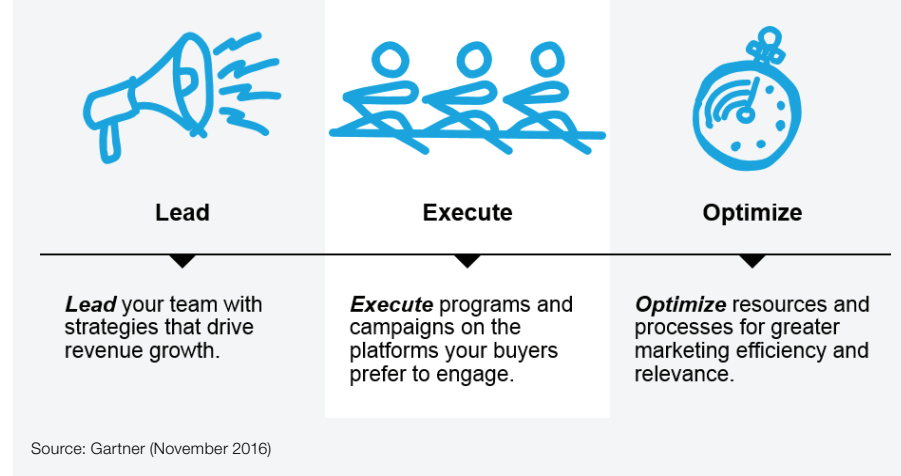 Lead
Execute
Optimize
Lead your team with
strategies that drive
revenue growth.
Execute programs and
campaigns on the
platforms your buyers
prefer to engage.
Optimize resources and
processes for greater
marketing efficiency and
relevance.
Source: Gartner (November 2016)